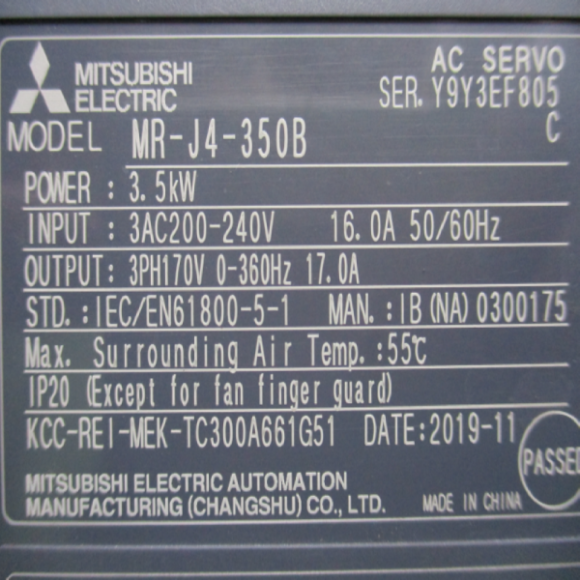 MITSUBISHI ELECTRIC AC SERVO
SER. Y9Y3EF805
C
MODEL MR-J4-350B
POWER : 3.5kW
INPUT : 3AC200-240V 16.0A 50/60Hz
OUTPUT: 3PH170V 0-360Hz 17.0A
STD. : IEC/EN61800-5-1 MAN. : IB (NA) 0300175
Max. Surrounding Air Temp. :55℃
IP20 (Except for fan finger guard)
KCC-REI-MEK-TC300A661G51 DATE:2019-11
PASSED
MITSUBISHI ELECTRIC AUTOMATION
MANUFACTURING (CHANGSHU) CO., LTD. MADE IN CHINA